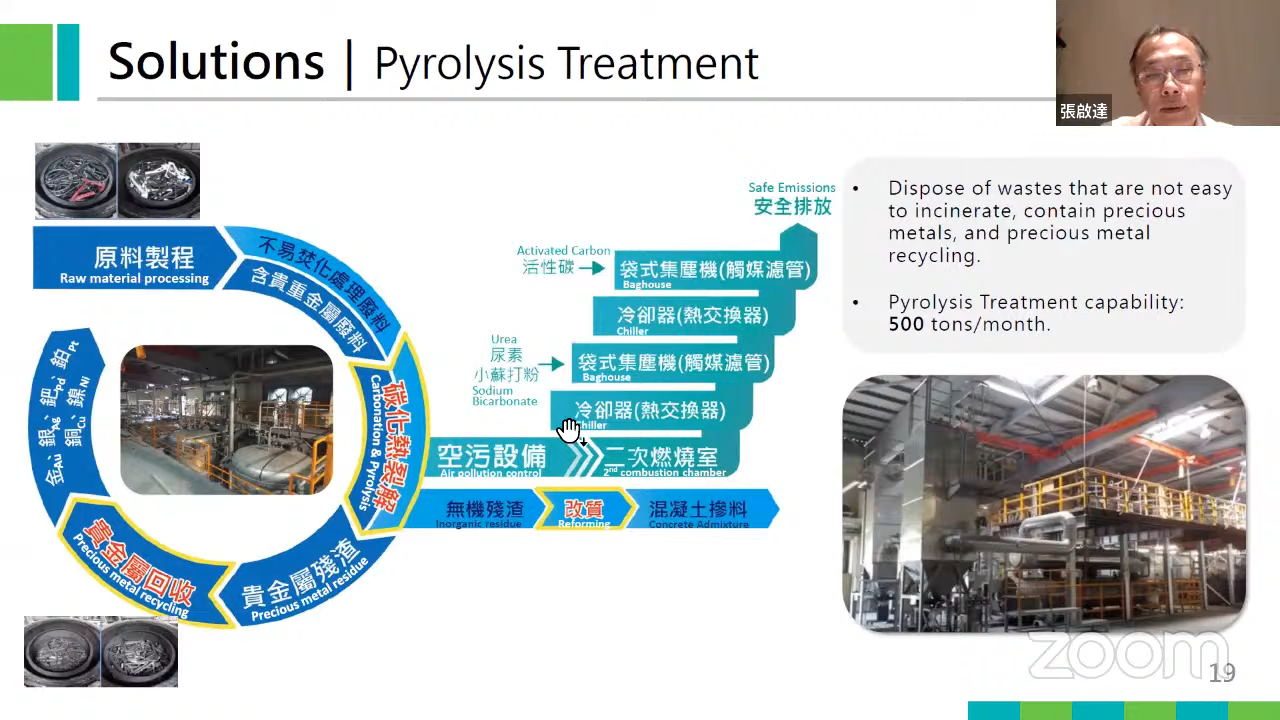 Solutions | Pyrolysis Treatment
張啟達
Safe Emissions
安全排放
Activated Carbon
活性碳
袋式集塵機(觸媒濾管)
Baghouse
冷卻器(熱交換器)
Chiller
Urea
尿素
小蘇打粉
Sodium
Bicarbonate
袋式集塵機(觸媒濾管)
Baghouse
冷卻器(熱交換器)
hiller
空污設備
Air pollution control
二次燃燒室
2nd combustion chamber
無機殘渣
Inorganic residue
改質
Reforming
混凝土摻料
Concrete Admixture
原料製程
Raw material processing
不易焚化處理廢料
含貴重金屬廢料
碳化熱裂解
Carbonation & Pyrolysis
貴金屬殘渣
Precious metal residue
貴金屬回收
Precious metal recycling
金Au、銀Ag、鈀Pd、鉑Pt
銅Cu、鎳Ni
• Dispose of wastes that are not easy
to incinerate, contain precious
metals, and precious metal
recycling.
• Pyrolysis Treatment capability:
500 tons/month.
zoom
19